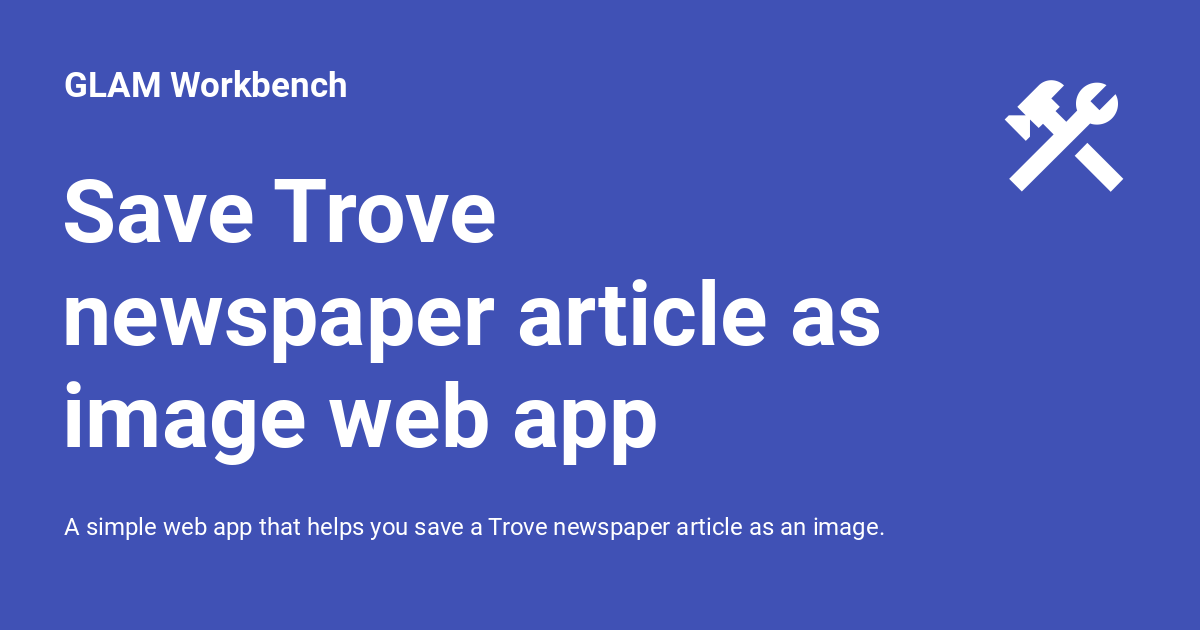 GLAM Workbench
Save Trove
newspaper article as
image web app
A simple web app that helps you save a Trove newspaper article as an image.